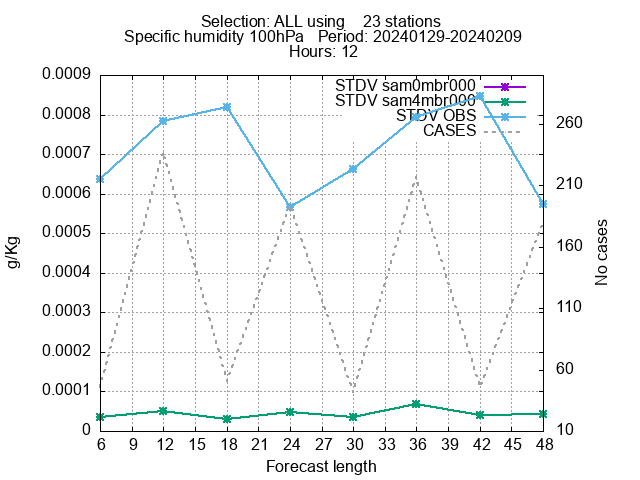 Selection: ALL using    23 stations
Specific humidity 100hPa   Period: 20240129-20240209
Hours: 12
STDV sam0mbr000
STDV sam4mbr000
STDV OBS
CASES
0.0009
0.0008
0.0007
0.0006
0.0005
0.0004
0.0003
0.0002
0.0001
0
g/Kg
260
210
160
110
60
10
No cases
6 9 12 15 18 21 24 27 30 33 36 39 42 45 48
Forecast length